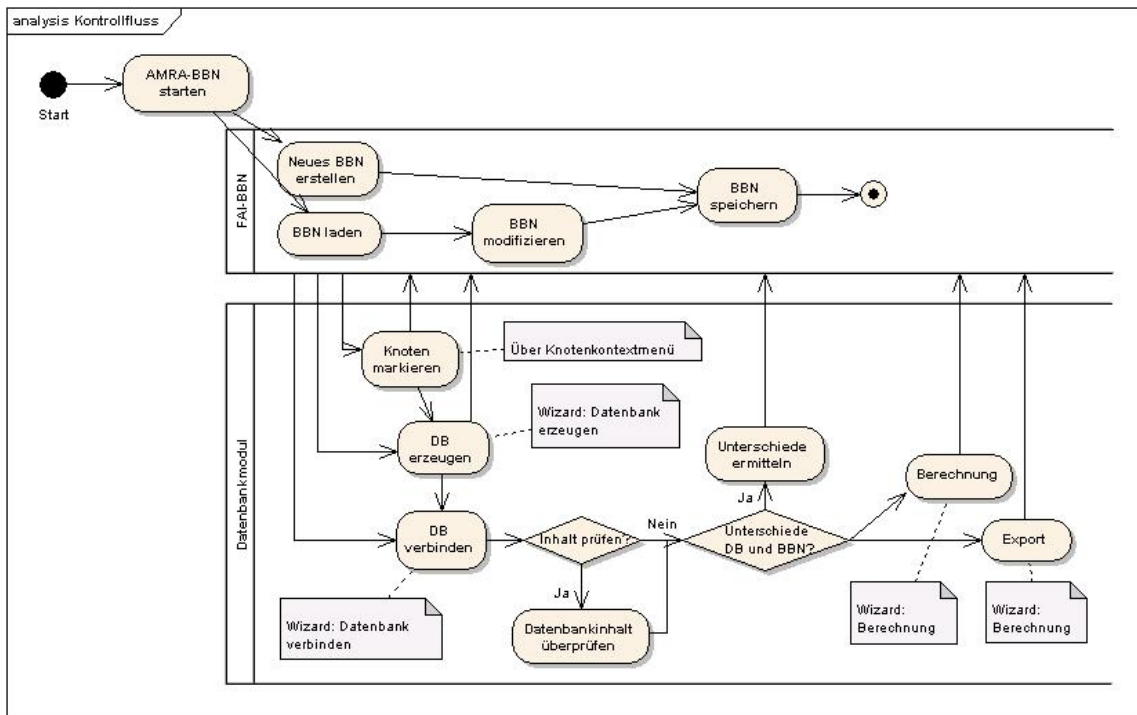 analysis Kontrollfluss
Start
AMRA-BBN
starten
FAI-BBN
Neues BBN
erstellen
BBN laden
BBN
modifizieren
BBN
speichern
Datenbankmodul
Knoten
markieren
Über Knotenkontextmenü
DB
erzeugen
Wizard: Datenbank
erzeugen
DB
verbinden
Wizard: Datenbank
verbinden
Inhalt prüfen?
Ja
Nein
Datenbankinhalt
überprüfen
Unterschiede
DB und BBN?
Ja
Unterschiede
ermitteln
Berechnung
Wizard:
Berechnung
Export
Wizard:
Berechnung